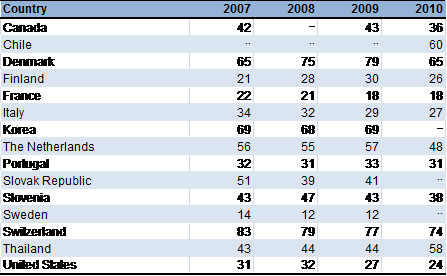 Country 2007 2008 2009 2010
Canada 42 – 43 36
Chile .. .. .. 60
Denmark 65 75 79 65
Finland 21 28 30 26
France 22 21 18 18
Italy 34 32 29 27
Korea 69 68 69 –
The Netherlands 56 55 57 48
Portugal 32 31 33 31
Slovak Republic 51 39 41 ..
Slovenia 43 47 43 38
Sweden 14 12 12 ..
Switzerland 83 79 77 74
Thailand 43 44 44 58
United States 31 32 27 24